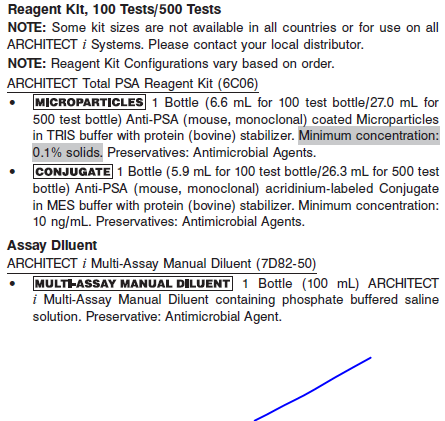 Reagent Kit, 100 Tests/500 Tests
NOTE: Some kit sizes are not available in all countries or for use on all
ARCHITECT i Systems. Please contact your local distributor.
NOTE: Reagent Kit Configurations vary based on order.
ARCHITECT Total PSA Reagent Kit (6C06)
• MICROPARTICLES 1 Bottle (6.6 mL for 100 test bottle/27.0 mL for
500 test bottle) Anti-PSA (mouse, monoclonal) coated Microparticles
in TRIS buffer with protein (bovine) stabilizer. Minimum concentration:
0.1% solids. Preservatives: Antimicrobial Agents.
• CONJUGATE 1 Bottle (5.9 mL for 100 test bottle/26.3 mL for 500 test
bottle) Anti-PSA (mouse, monoclonal) acridinium-labeled Conjugate
in MES buffer with protein (bovine) stabilizer. Minimum concentration:
10 ng/mL. Preservatives: Antimicrobial Agents.
Assay Diluent
ARCHITECT i Multi-Assay Manual Diluent (7D82-50)
• MULTI-ASSAY MANUAL DILUENT 1 Bottle (100 mL) ARCHITECT
i Multi-Assay Manual Diluent containing phosphate buffered saline
solution. Preservative: Antimicrobial Agent.